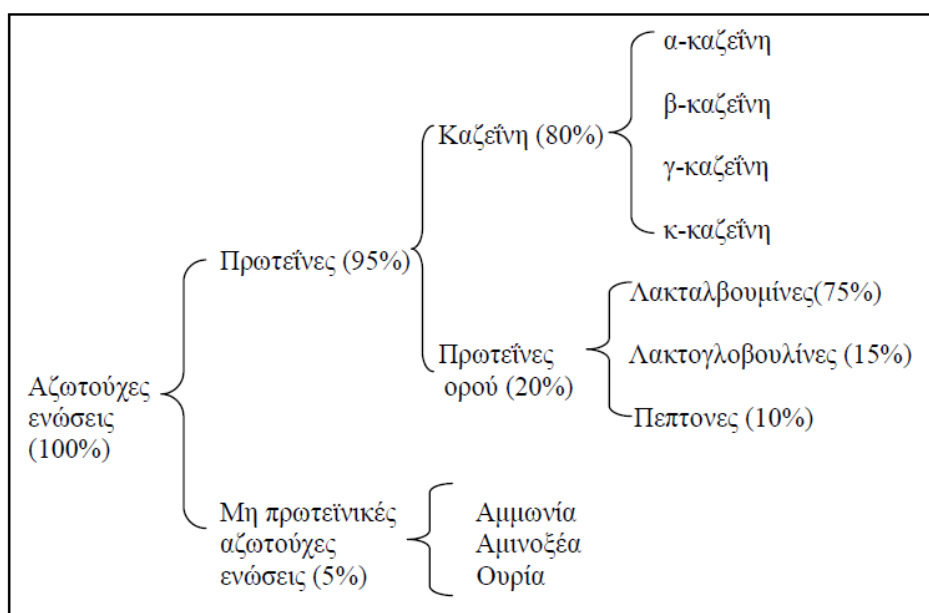 Αζωτούχες
ενώσεις
(100%)
Πρωτεΐνες (95%)
Καζεΐνη (80%)
α-καζεΐνη
β-καζεΐνη
γ-καζεΐνη
κ-καζεΐνη
Πρωτεΐνες
ορού (20%)
Λακταλβουμίνες(75%)
Λακτογλοβουλίνες (15%)
Πεπτονες (10%)
Μη πρωτεϊνικές
αζωτούχες
ενώσεις (5%)
Αμμωνία
Αμινοξέα
Ουρία